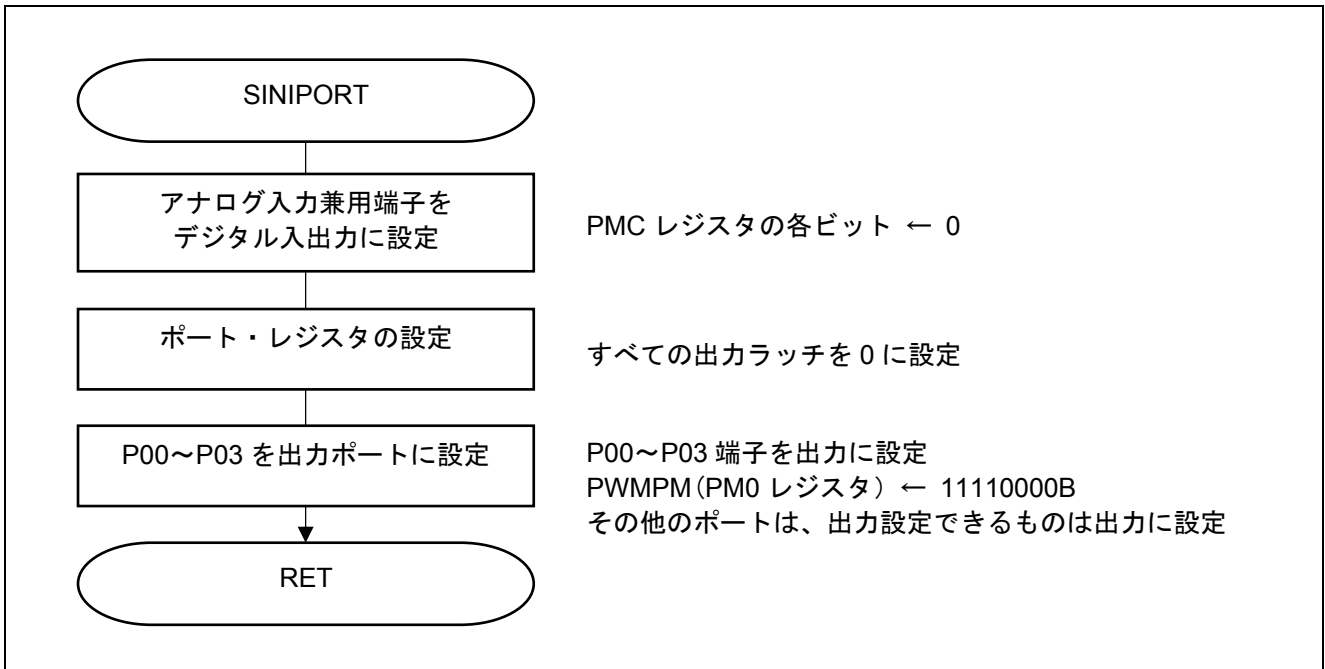 SINIPORT
アナログ入力兼用端子を
デジタル入出力に設定
PMC レジスタの各ビット ← 0
ポート・レジスタの設定
すべての出力ラッチを 0 に設定
P00～P03 を出力ポートに設定
P00～P03 端子を出力に設定
PWMPM（PM0 レジスタ） ← 11110000B
その他のポートは、出力設定できるものは出力に設定
RET